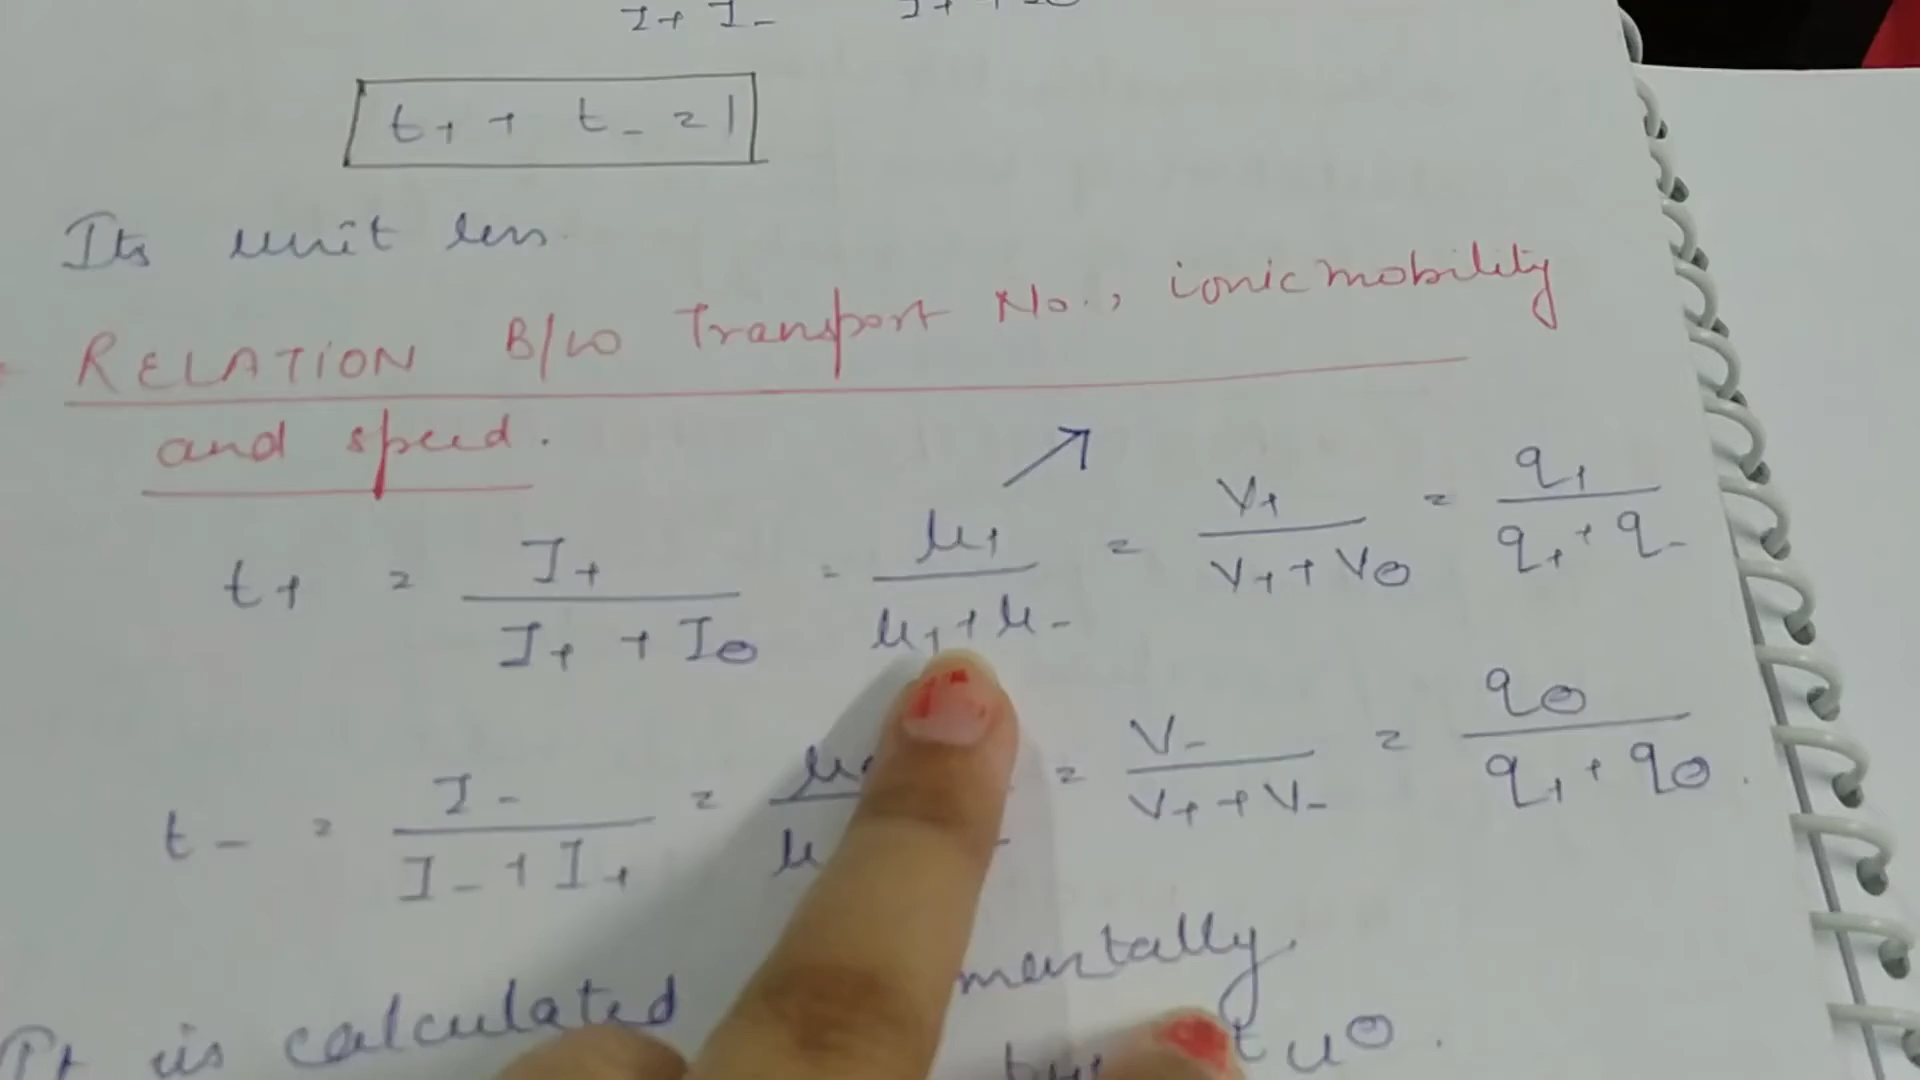 I+ I-
t+ + t- = 1
Its unit less
RELATION B/W Transport No., ionic mobility
and speed.
t+ = I+ / I+ + I⊖ = μ+ / μ+ + μ- = V+ / V+ + V⊖ = q+ / q+ + q-
t- = I- / I- + I+ = μ / μ = V- / V+ + V- = q⊖ / q+ + q⊖.
It is calculated mentally.